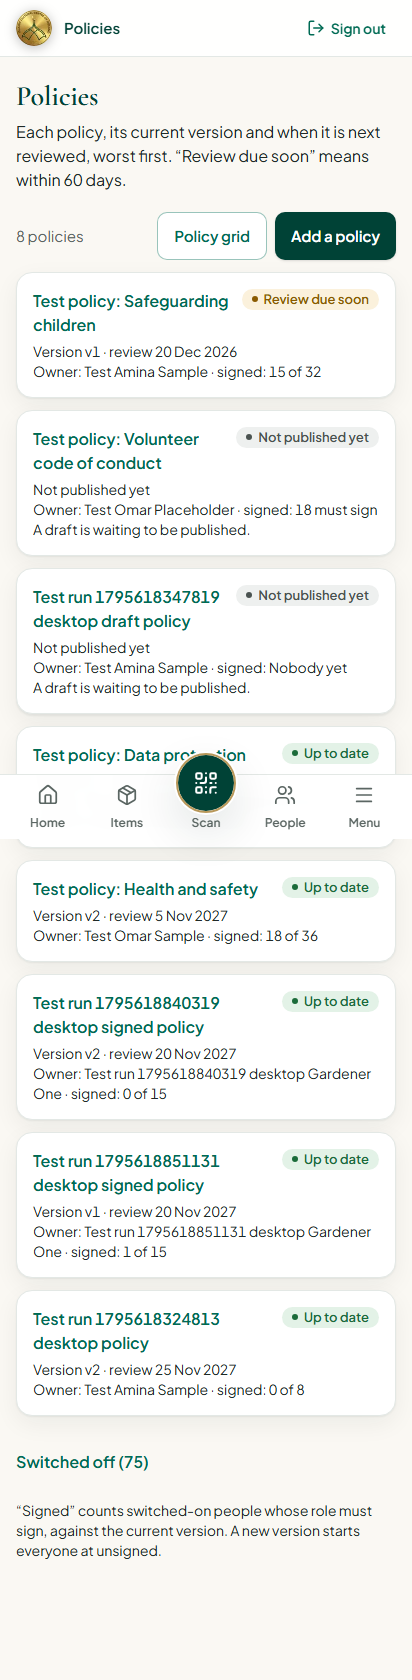 Policies
Sign out
Policies
Each policy, its current version and when it is next
reviewed, worst first. “Review due soon” means
within 60 days.
8 policies
Policy grid
Add a policy
Test policy: Safeguarding
children
Review due soon
Version v1 · review 20 Dec 2026
Owner: Test Amina Sample · signed: 15 of 32
Test policy: Volunteer
code of conduct
Not published yet
Not published yet
Owner: Test Omar Placeholder · signed: 18 must sign
A draft is waiting to be published.
Test run 1795618347819
desktop draft policy
Not published yet
Not published yet
Owner: Test Amina Sample · signed: Nobody yet
A draft is waiting to be published.
Test policy: Data protection
Up to date
Home
Items
Scan
People
Menu
Test policy: Health and safety
Up to date
Version v2 · review 5 Nov 2027
Owner: Test Omar Sample · signed: 18 of 36
Test run 1795618840319
desktop signed policy
Up to date
Version v2 · review 20 Nov 2027
Owner: Test run 1795618840319 desktop Gardener
One · signed: 0 of 15
Test run 1795618851131
desktop signed policy
Up to date
Version v1 · review 20 Nov 2027
Owner: Test run 1795618851131 desktop Gardener
One · signed: 1 of 15
Test run 1795618324813
desktop policy
Up to date
Version v2 · review 25 Nov 2027
Owner: Test Amina Sample · signed: 0 of 8
Switched off (75)
“Signed” counts switched-on people whose role must
sign, against the current version. A new version starts
everyone at unsigned.